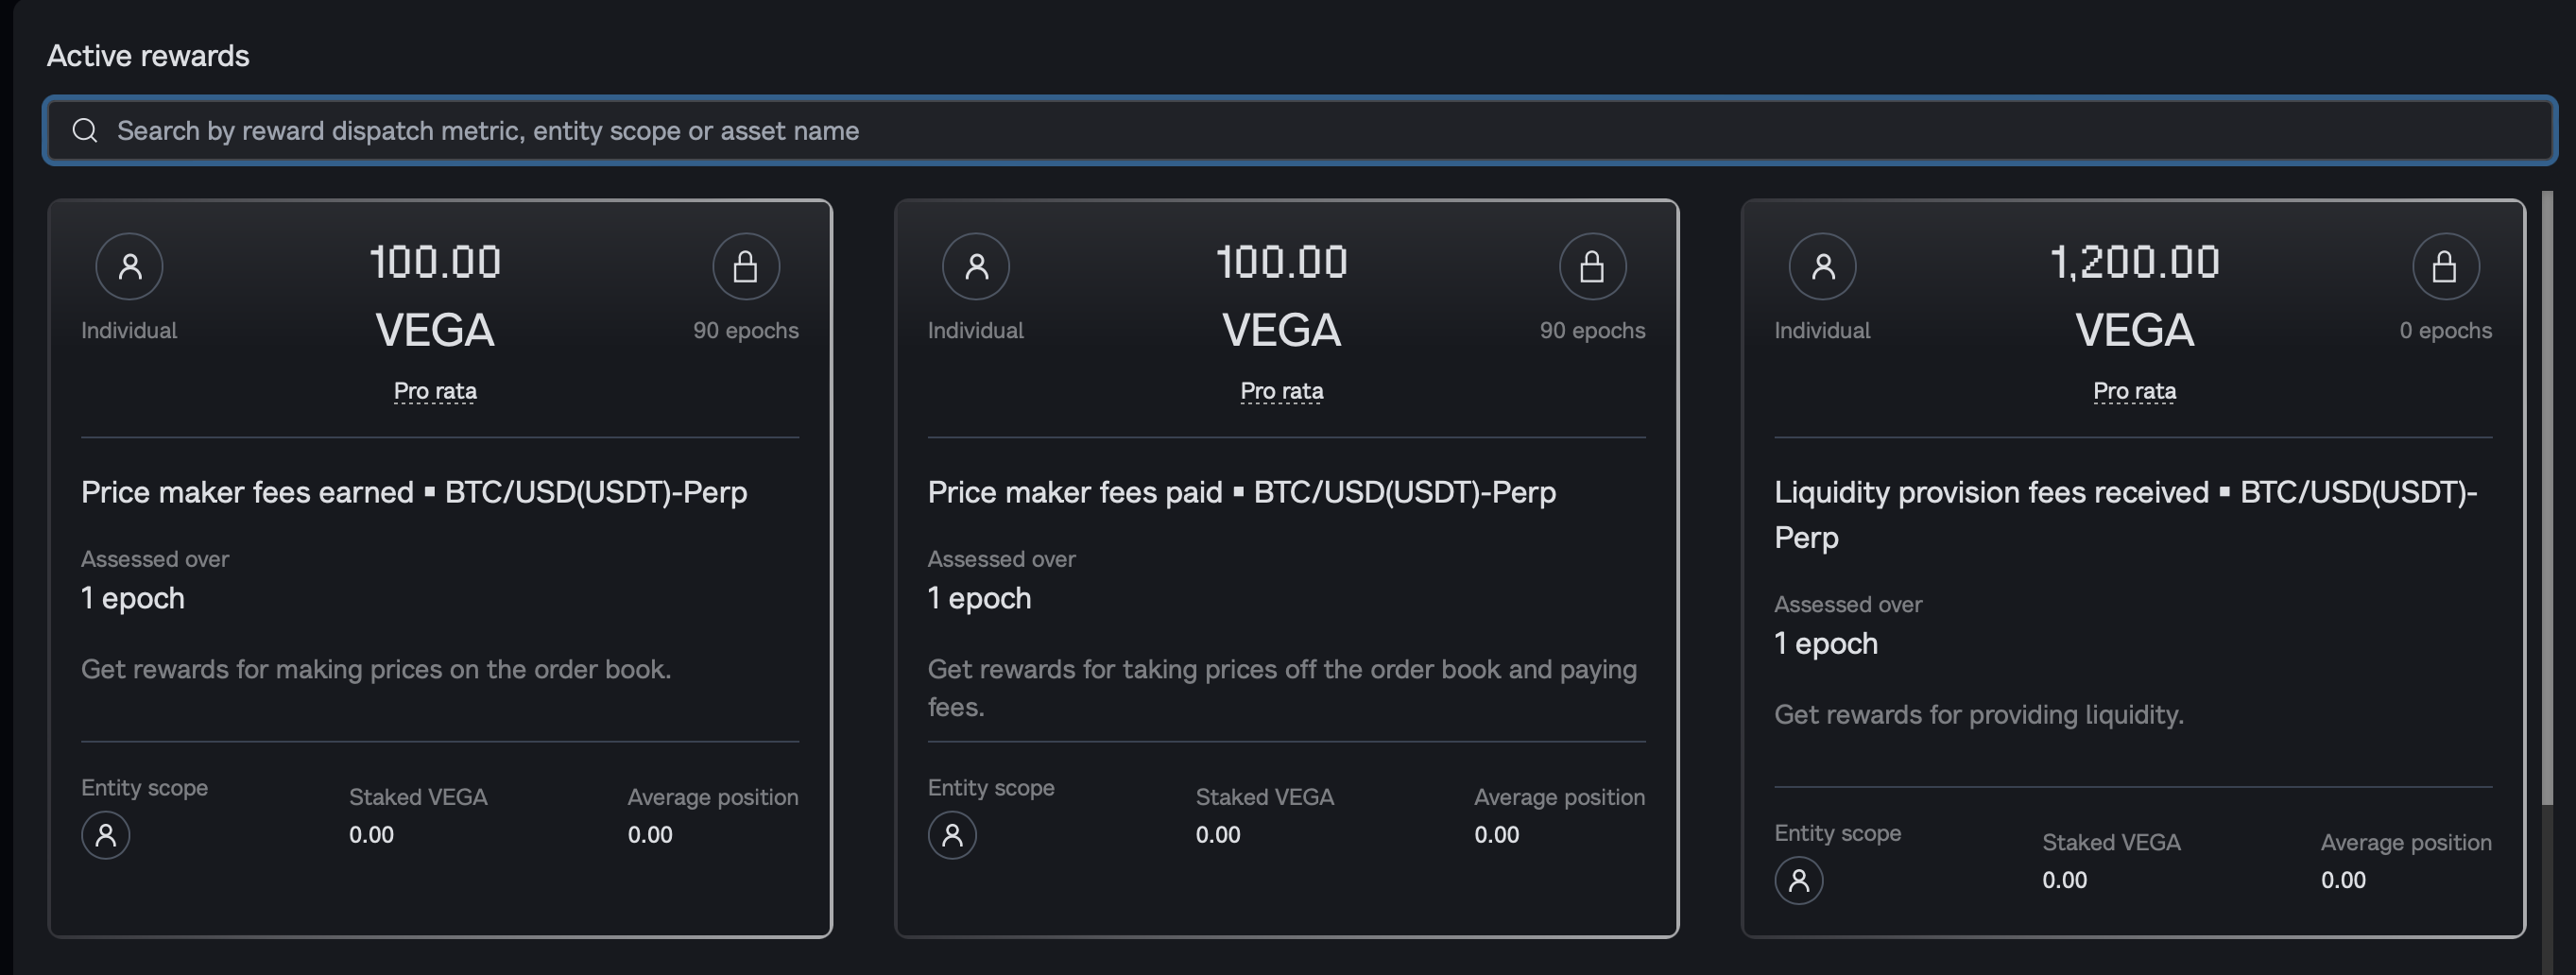 Active rewards
Search by reward dispatch metric, entity scope or asset name
100.00
VEGA
Individual
90 epochs
Pro rata
Price maker fees earned ▪ BTC/USD(USDT)-Perp
Assessed over
1 epoch
Get rewards for making prices on the order book.
Entity scope
Staked VEGA
0.00
Average position
0.00
100.00
VEGA
Individual
90 epochs
Pro rata
Price maker fees paid ▪ BTC/USD(USDT)-Perp
Assessed over
1 epoch
Get rewards for taking prices off the order book and paying
fees.
Entity scope
Staked VEGA
0.00
Average position
0.00
1,200.00
VEGA
Individual
0 epochs
Pro rata
Liquidity provision fees received ▪ BTC/USD(USDT)-
Perp
Assessed over
1 epoch
Get rewards for providing liquidity.
Entity scope
Staked VEGA
0.00
Average position
0.00